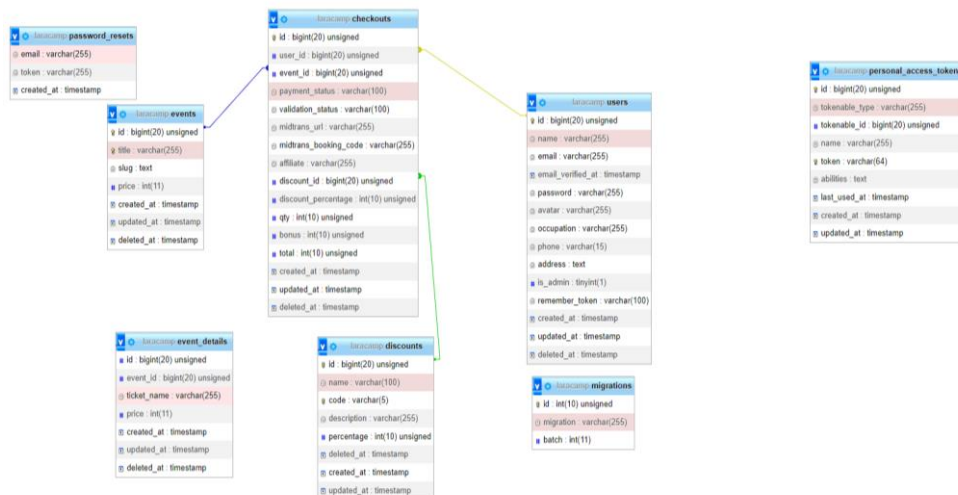 laracamp password_resets
email : varchar(255)
token : varchar(255)
created_at : timestamp
laracamp events
id : bigint(20) unsigned
title : varchar(255)
slug : text
price : int(11)
created_at : timestamp
updated_at : timestamp
deleted_at : timestamp
laracamp checkouts
id : bigint(20) unsigned
user_id : bigint(20) unsigned
event_id : bigint(20) unsigned
payment_status : varchar(100)
validation_status : varchar(100)
midtrans_url : varchar(255)
midtrans_booking_code : varchar(255)
affiliate : varchar(255)
discount_id : bigint(20) unsigned
discount_percentage : int(10) unsigned
qty : int(10) unsigned
bonus : int(10) unsigned
total : int(10) unsigned
created_at : timestamp
updated_at : timestamp
deleted_at : timestamp
laracamp users
id : bigint(20) unsigned
name : varchar(255)
email : varchar(255)
email_verified_at : timestamp
password : varchar(255)
avatar : varchar(255)
occupation : varchar(255)
phone : varchar(15)
address : text
is_admin : tinyint(1)
remember_token : varchar(100)
created_at : timestamp
updated_at : timestamp
deleted_at : timestamp
laracamp personal_access_token
id : bigint(20) unsigned
tokenable_type : varchar(255)
tokenable_id : bigint(20) unsigned
name : varchar(255)
token : varchar(64)
abilities : text
last_used_at : timestamp
created_at : timestamp
updated_at : timestamp
laracamp event_details
id : bigint(20) unsigned
event_id : bigint(20) unsigned
ticket_name : varchar(255)
price : int(11)
created_at : timestamp
updated_at : timestamp
deleted_at : timestamp
laracamp discounts
id : bigint(20) unsigned
name : varchar(100)
code : varchar(5)
description : varchar(255)
percentage : int(10) unsigned
deleted_at : timestamp
created_at : timestamp
updated_at : timestamp
laracamp migrations
id : int(10) unsigned
migration : varchar(255)
batch : int(11)